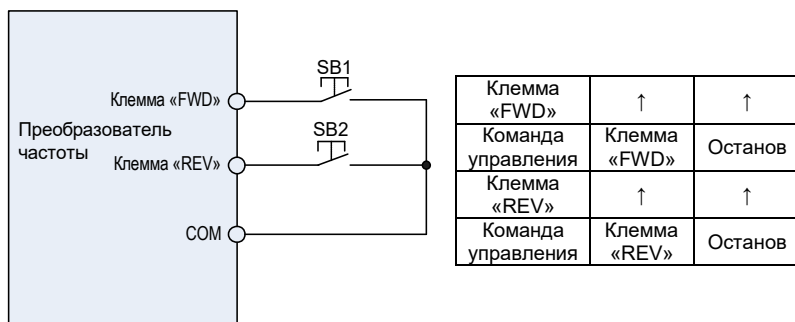 Преобразователь
частоты
Клемма «FWD»
Клемма «REV»
COM
SB1
SB2
Клемма
«FWD»
↑
↑
Команда
управления
Клемма
«FWD»
Останов
Клемма
«REV»
↑
↑
Команда
управления
Клемма
«REV»
Останов